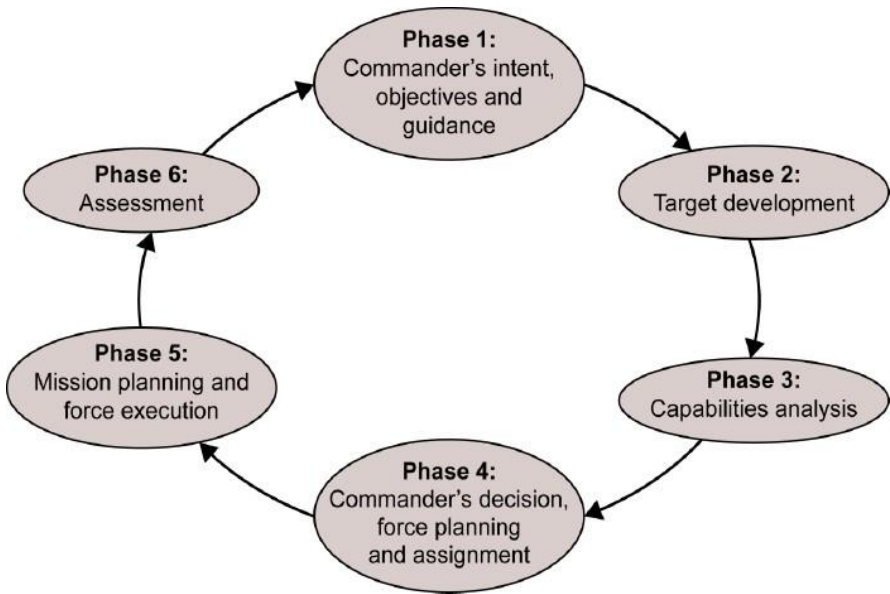 Phase 1:
Commander’s intent,
objectives and
guidance
Phase 2:
Target development
Phase 3:
Capabilities analysis
Phase 4:
Commander’s decision,
force planning
and assignment
Phase 5:
Mission planning and
force execution
Phase 6:
Assessment